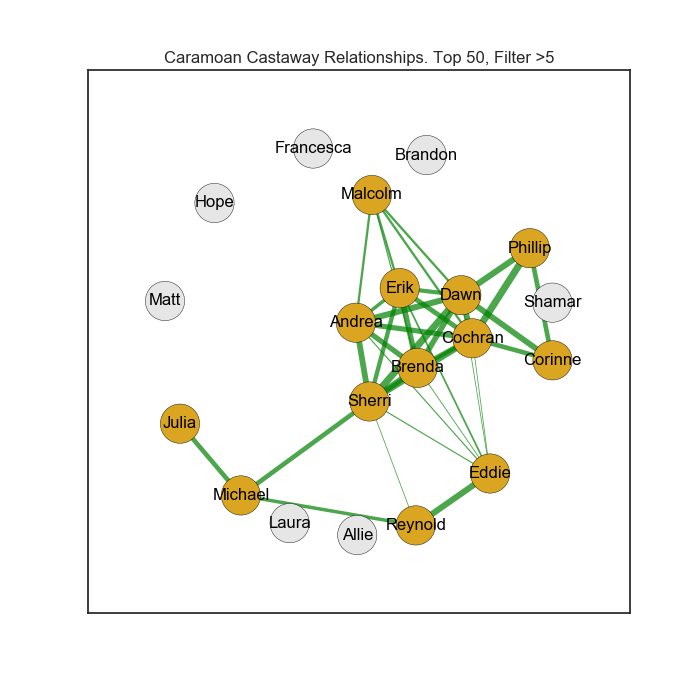 Caramoan Castaway Relationships. Top 50, Filter >5
Francesca
Brandon
Malcolm
Hope
Phillip
Erik
Dawn
Matt
Shamar
Andrea
Cochran
Corinne
Brenda
Sherri
Julia
Eddie
Michael
Laura
Reynold
Allie